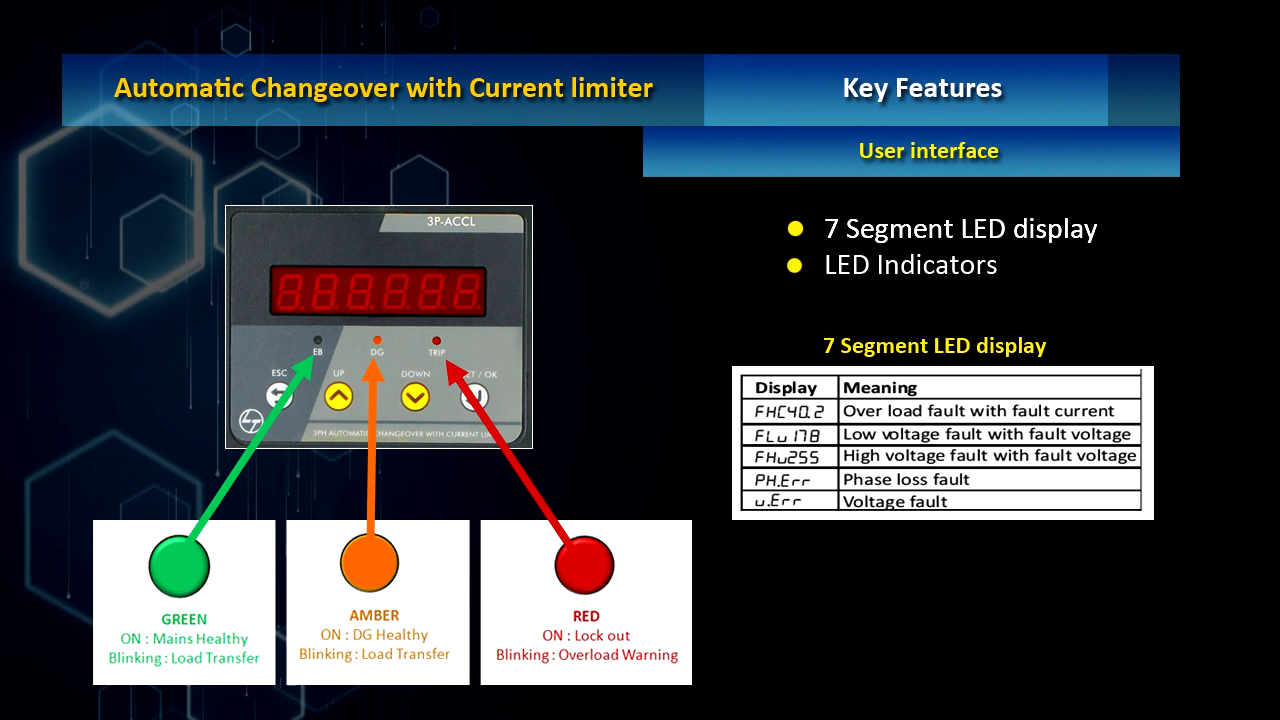 Automatic Changeover with Current limiter
Key Features
User interface
7 Segment LED display
LED Indicators
3P-ACCL
888888
EB
DG
TRIP
ESC
UP
DOWN
ET / OK
LT
3PH AUTOMATIC CHANGEOVER WITH CURRENT LIM
7 Segment LED display
Display Meaning
FHC40.2 Over load fault with fault current
FLu178 Low voltage fault with fault voltage
FHu255 High voltage fault with fault voltage
PH.Err Phase loss fault
u.Err Voltage fault
GREEN
ON : Mains Healthy
Blinking : Load Transfer
AMBER
ON : DG Healthy
Blinking : Load Transfer
RED
ON : Lock out
Blinking : Overload Warning